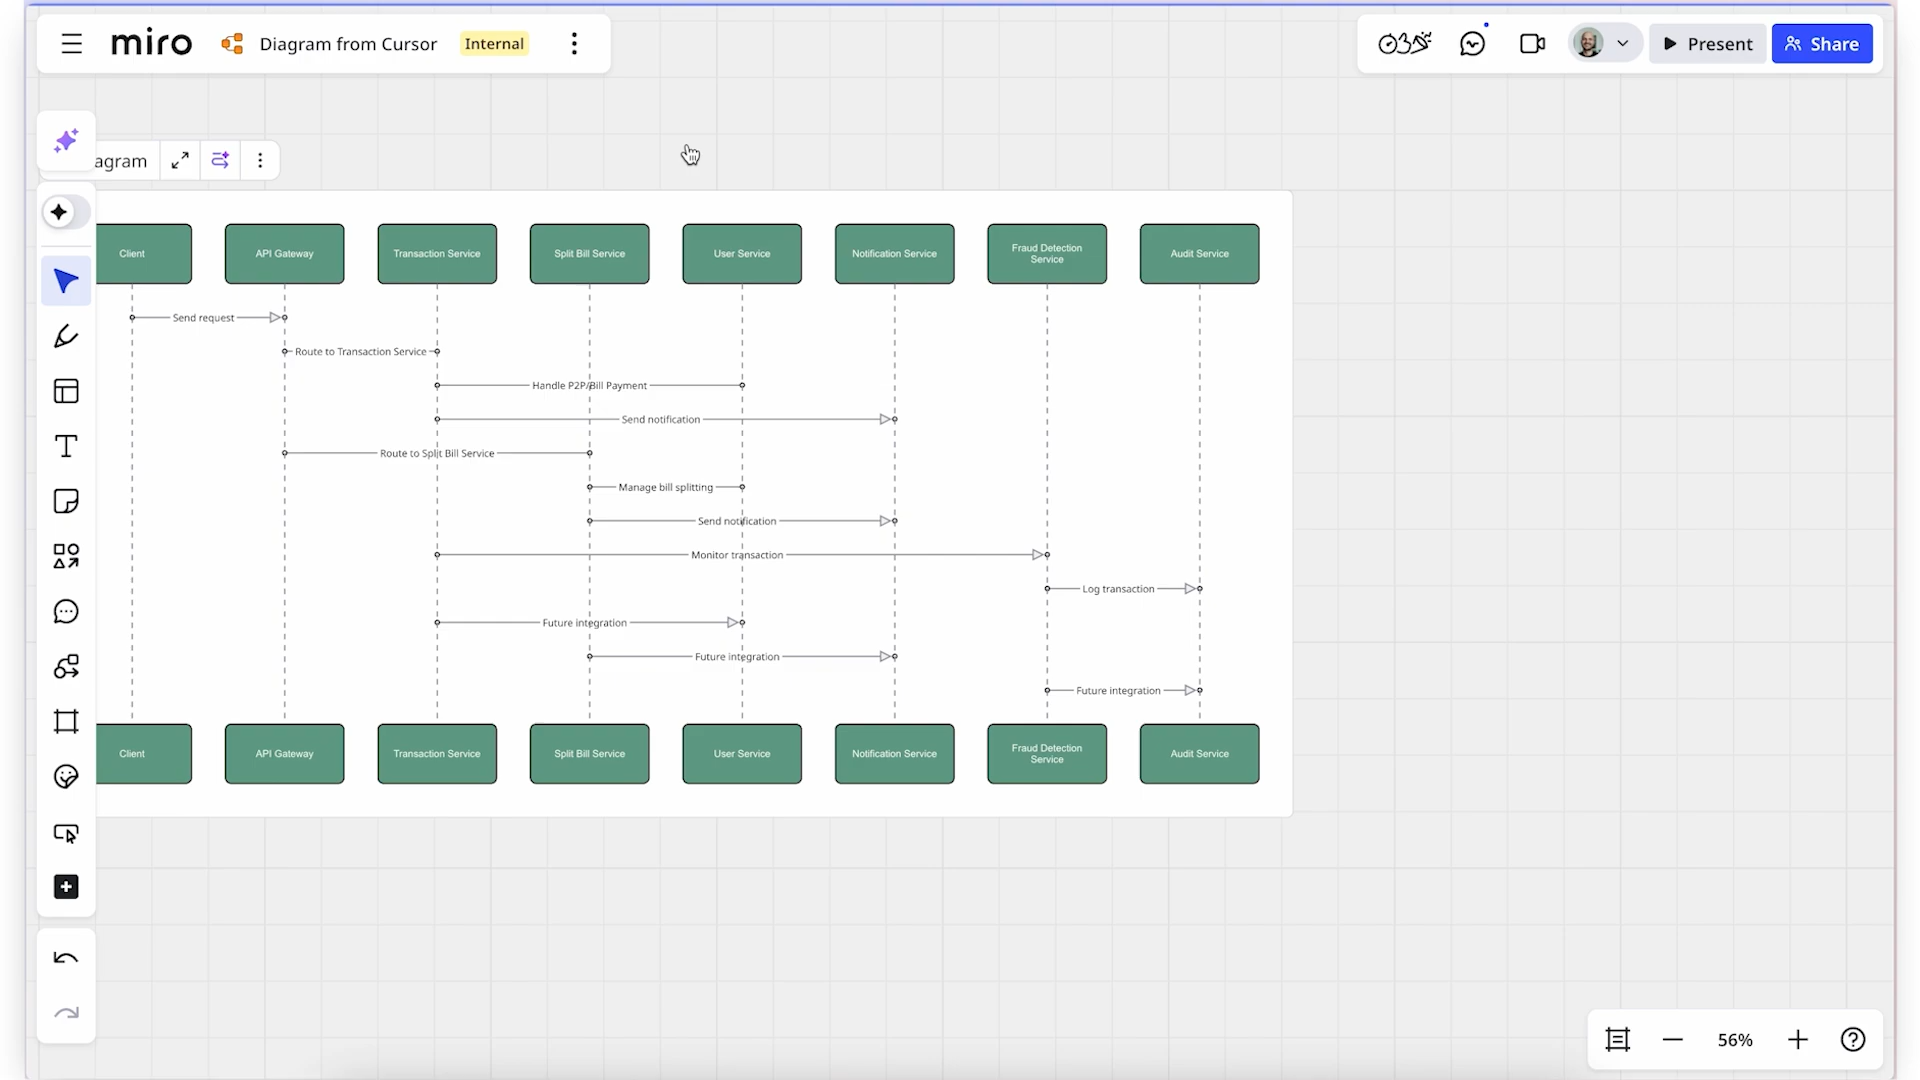 miro
Diagram from Cursor
Internal
Present
Share
agram
Client
API Gateway
Transaction Service
Split Bill Service
User Service
Notification Service
Fraud Detection
Service
Audit Service
Send request
Route to Transaction Service
Handle P2P/Bill Payment
Send notification
Route to Split Bill Service
Manage bill splitting
Send notification
Monitor transaction
Log transaction
Future integration
Future integration
Future integration
Client
API Gateway
Transaction Service
Split Bill Service
User Service
Notification Service
Fraud Detection
Service
Audit Service
56%